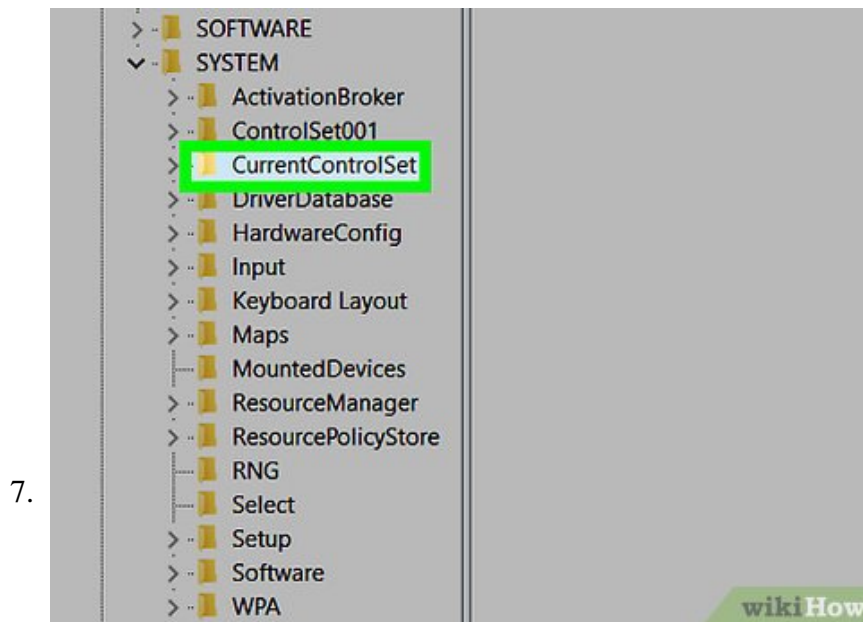 SOFTWARE
SYSTEM
ActivationBroker
ControlSet001
CurrentControlSet
DriverDatabase
HardwareConfig
Input
Keyboard Layout
Maps
MountedDevices
ResourceManager
ResourcePolicyStore
7.
RNG
Select
Setup
Software
WPA
wikiHow